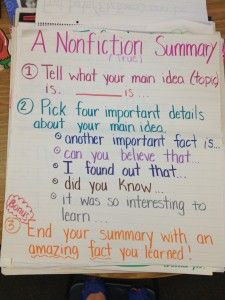 A Nonfiction Summary
(True)
① Tell what your main idea (topic)
is. ______ is ....
② Pick four important details
about your main idea.
another important fact is...
can you believe that...
I found out that...
did you know...
it was so interesting to
learn ....
Bonus!
③ End your summary with an
amazing fact you learned!